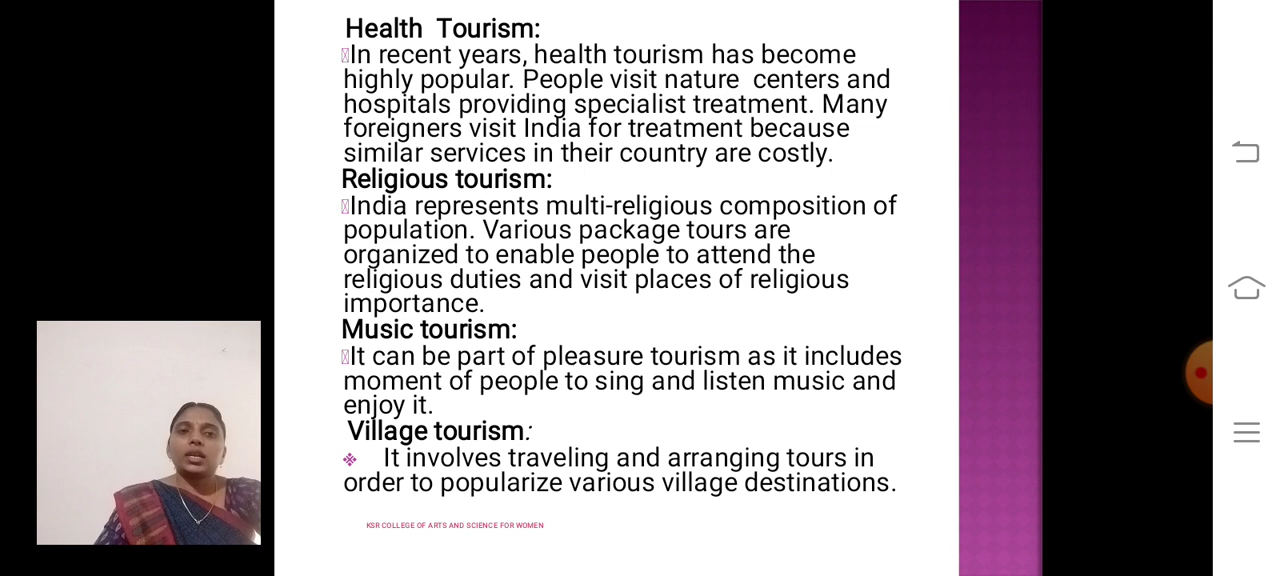 Health  Tourism:
In recent years, health tourism has become
highly popular. People visit nature  centers and
hospitals providing specialist treatment. Many
foreigners visit India for treatment because
similar services in their country are costly.
Religious tourism:
India represents multi-religious composition of
population. Various package tours are
organized to enable people to attend the
religious duties and visit places of religious
importance.
Music tourism:
It can be part of pleasure tourism as it includes
moment of people to sing and listen music and
enjoy it.
Village tourism:
❖ It involves traveling and arranging tours in
order to popularize various village destinations.
KSR COLLEGE OF ARTS AND SCIENCE FOR WOMEN